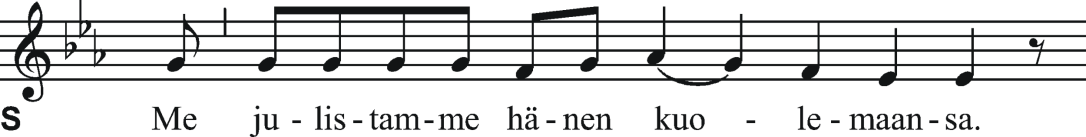 S Me ju - lis - tam - me hä - nen kuo - le - maan - sa.